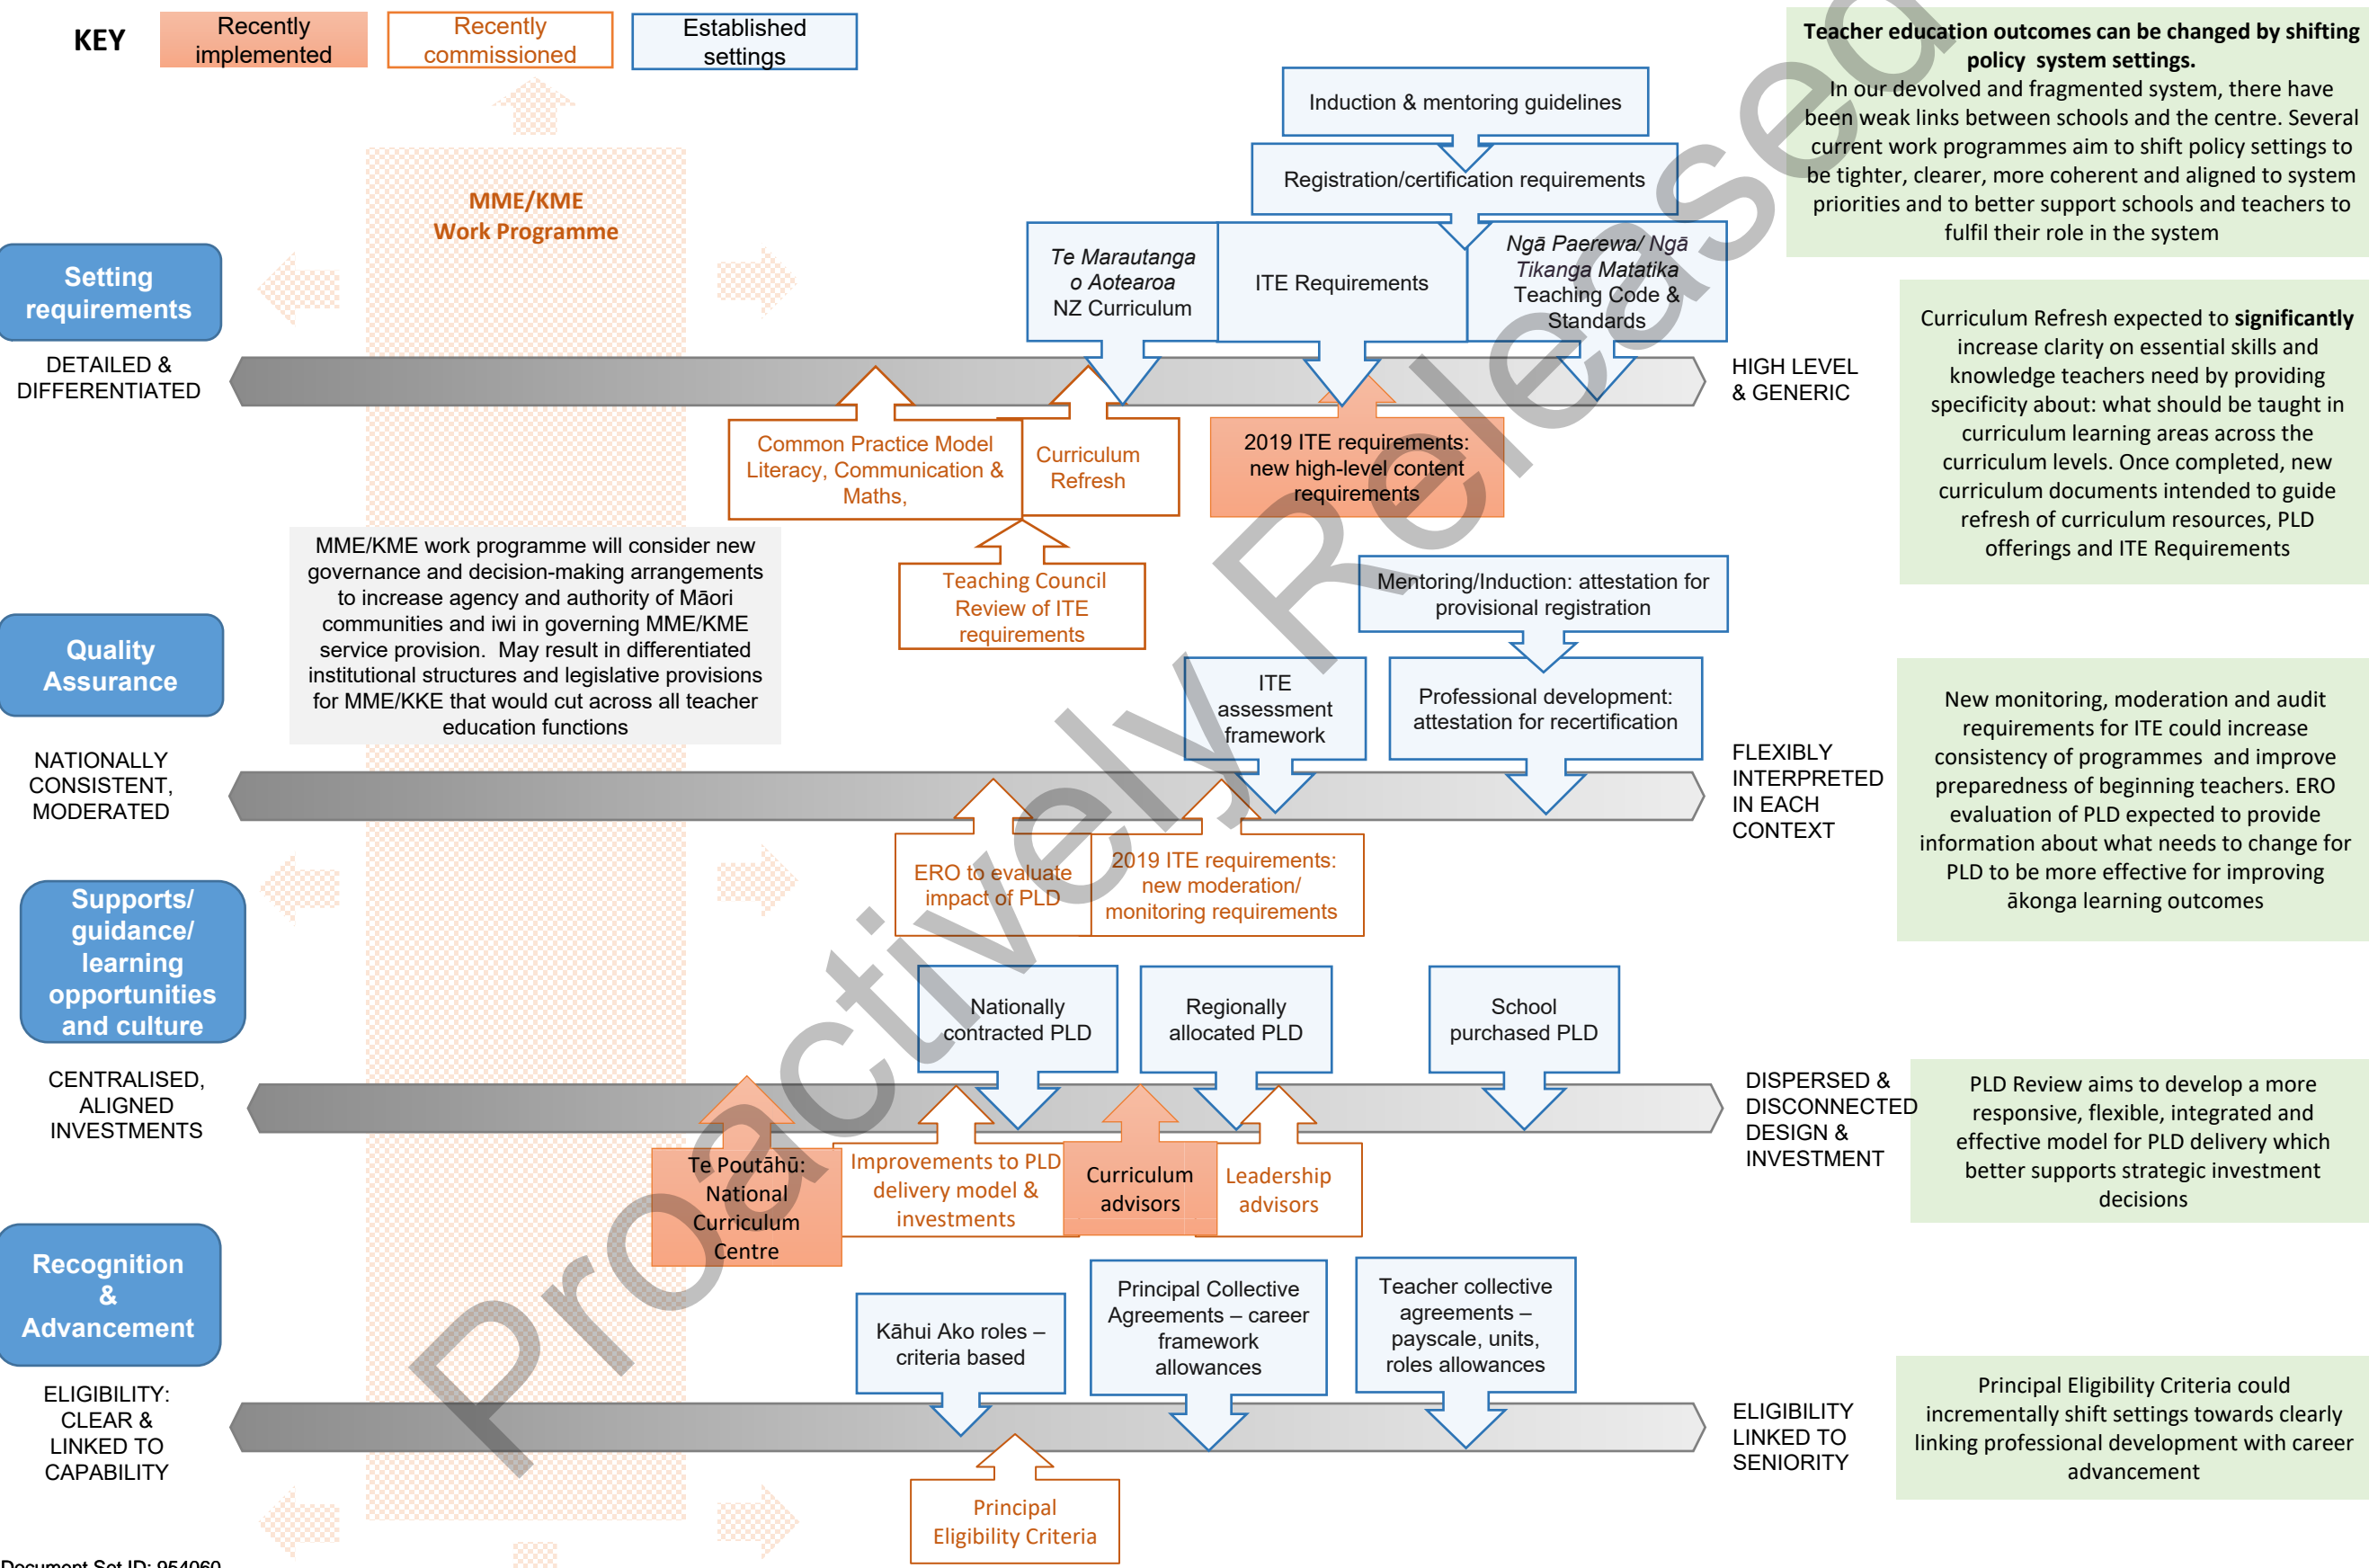 KEY
Recently
implemented
Recently
commissioned
Established
settings
Teacher education outcomes can be changed by shifting
policy system settings.
In our devolved and fragmented system, there have
been weak links between schools and the centre. Several
current work programmes aim to shift policy settings to
be tighter, clearer, more coherent and aligned to system
priorities and to better support schools and teachers to
fulfil their role in the system
Induction & mentoring guidelines
Registration/certification requirements
MME/KME
Work Programme
Te Marautanga
o Aotearoa
NZ Curriculum
ITE Requirements
Ngā Paerewa/ Ngā
Tikanga Matatika
Teaching Code &
Standards
Setting
requirements
DETAILED &
DIFFERENTIATED
HIGH LEVEL
& GENERIC
Common Practice Model
Literacy, Communication &
Maths,
Curriculum
Refresh
2019 ITE requirements:
new high-level content
requirements
Teaching Council
Review of ITE
requirements
Curriculum Refresh expected to significantly
increase clarity on essential skills and
knowledge teachers need by providing
specificity about: what should be taught in
curriculum learning areas across the
curriculum levels. Once completed, new
curriculum documents intended to guide
refresh of curriculum resources, PLD
offerings and ITE Requirements
MME/KME work programme will consider new
governance and decision-making arrangements
to increase agency and authority of Māori
communities and iwi in governing MME/KME
service provision. May result in differentiated
institutional structures and legislative provisions
for MME/KKE that would cut across all teacher
education functions
Mentoring/Induction: attestation for
provisional registration
Quality
Assurance
ITE
assessment
framework
Professional development:
attestation for recertification
NATIONALLY
CONSISTENT,
MODERATED
FLEXIBLY
INTERPRETED
IN EACH
CONTEXT
ERO to evaluate
impact of PLD
2019 ITE requirements:
new moderation/
monitoring requirements
New monitoring, moderation and audit
requirements for ITE could increase
consistency of programmes and improve
preparedness of beginning teachers. ERO
evaluation of PLD expected to provide
information about what needs to change for
PLD to be more effective for improving
ākonga learning outcomes
Supports/
guidance/
learning
opportunities
and culture
Nationally
contracted PLD
Regionally
allocated PLD
School
purchased PLD
CENTRALISED,
ALIGNED
INVESTMENTS
DISPERSED &
DISCONNECTED
DESIGN &
INVESTMENT
Te Poutāhū:
National
Curriculum
Centre
Improvements to PLD
delivery model &
investments
Curriculum
advisors
Leadership
advisors
PLD Review aims to develop a more
responsive, flexible, integrated and
effective model for PLD delivery which
better supports strategic investment
decisions
Recognition
&
Advancement
Kāhui Ako roles –
criteria based
Principal Collective
Agreements – career
framework
allowances
Teacher collective
agreements –
payscale, units,
roles allowances
ELIGIBILITY:
CLEAR &
LINKED TO
CAPABILITY
ELIGIBILITY
LINKED TO
SENIORITY
Principal
Eligibility Criteria
Principal Eligibility Criteria could
incrementally shift settings towards clearly
linking professional development with career
advancement
Proactively Released
Document Set ID: 954060